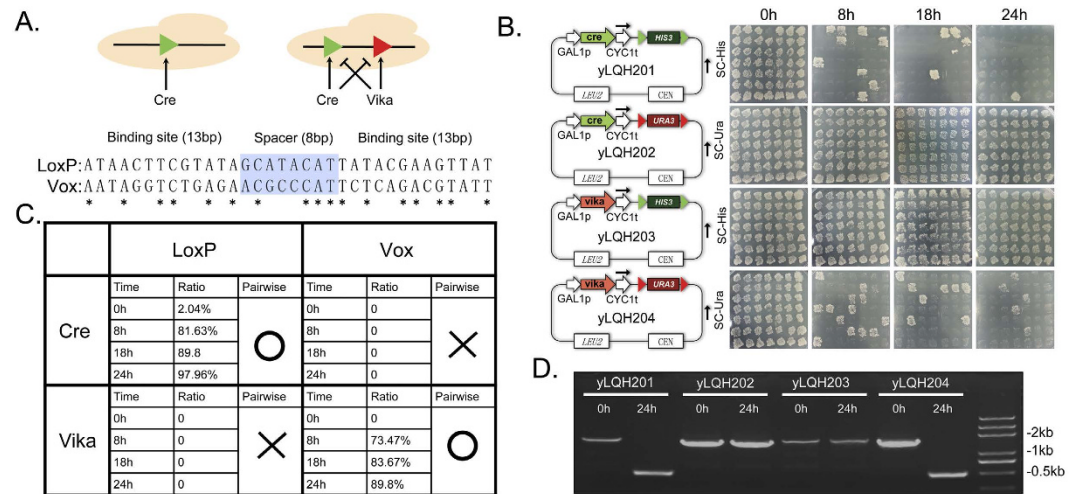 A.
Cre
Cre Vika
Binding site (13bp) Spacer (8bp) Binding site (13bp)
LoxP:ATAACTTCGTATAGCATACATTATACGAAGTTAT
Vox:AATAGGTCTGAGAACGCCCATTCTCAGACGTATT
* * * * * * * * * * * * *
B.
0h 8h 18h 24h
cre HIS3
GAL1p CYC1t
yLQH201
LEU2 CEN
SC-His
cre URA3
GAL1p CYC1t
yLQH202
LEU2 CEN
SC-Ura
vika HIS3
GAL1p CYC1t
yLQH203
LEU2 CEN
SC-His
vika URA3
GAL1p CYC1t
yLQH204
LEU2 CEN
SC-Ura
C.
LoxP Vox
Cre
Time Ratio Pairwise Time Ratio Pairwise
0h 2.04% 0h 0
8h 81.63% 8h 0
18h 89.8 18h 0
24h 97.96% 24h 0
Vika
Time Ratio Pairwise Time Ratio Pairwise
0h 0 0h 0
8h 0 8h 73.47%
18h 0 18h 83.67%
24h 0 24h 89.8%
D.
yLQH201 yLQH202 yLQH203 yLQH204
0h 24h 0h 24h 0h 24h 0h 24h
-2kb
-1kb
-0.5kb